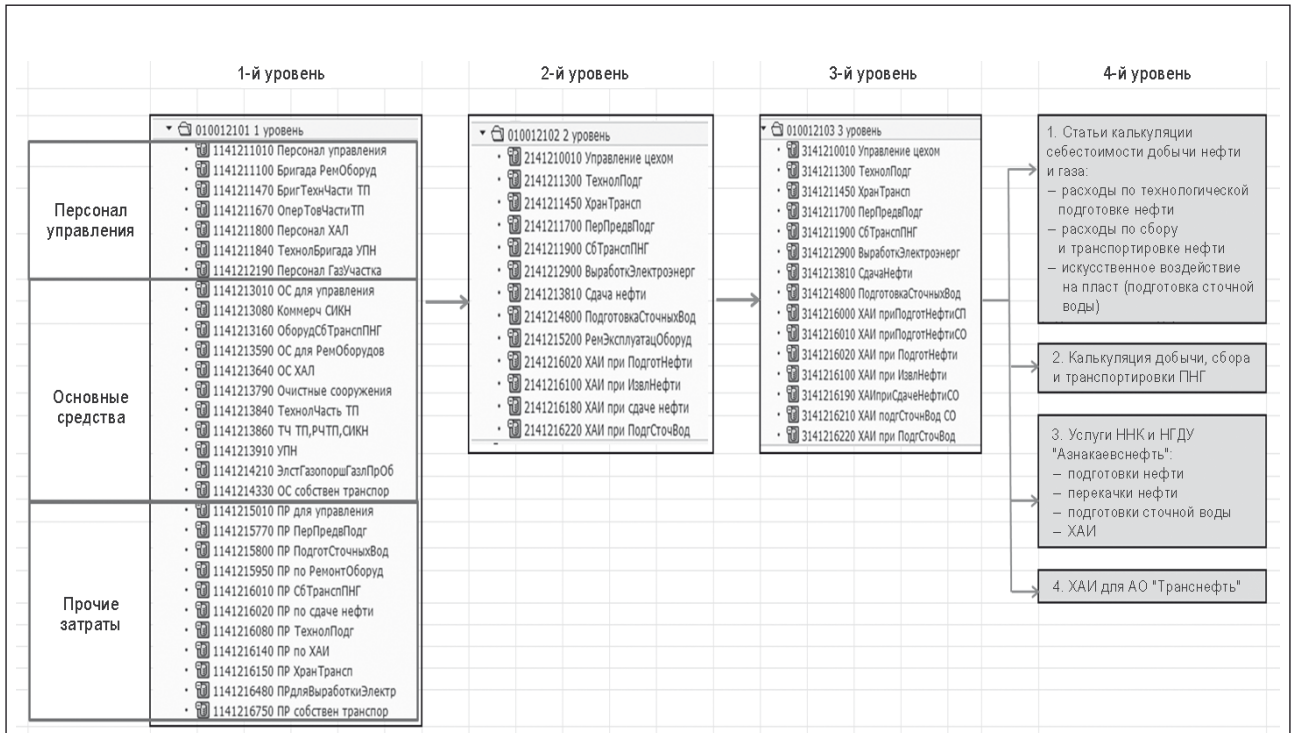 1-й уровень
2-й уровень
3-й уровень
4-й уровень
Персонал
управления
Основные
средства
Прочие
затраты
010012101 1 уровень
1141211010 Персонал управления
1141211100 Бригада РемОборуд
1141211470 БригТехнЧасти ТП
1141211670 ОперТовЧастиТП
1141211800 Персонал ХАЛ
1141211840 ТехнолБригада УПН
1141212190 Персонал ГазУчастка
1141213010 ОС для управления
1141213080 Коммерч СИКН
1141213160 ОборудСбТранспПНГ
1141213590 ОС для РемОборудов
1141213640 ОС ХАЛ
1141213790 Очистные сооружения
1141213840 ТехнолЧасть ТП
1141213860 ТЧ ТП,РЧТП,СИКН
1141213910 УПН
1141214210 ЭлстГазопоршГазлПрОб
1141214330 ОС собствен транспор
1141215010 ПР для управления
1141215770 ПР ПерПредвПодг
1141215800 ПР ПодготСточныхВод
1141215950 ПР по РемонтОборуд
1141216010 ПР СбТранспПНГ
1141216020 ПР по сдаче нефти
1141216080 ПР ТехнолПодг
1141216140 ПР по ХАИ
1141216150 ПР ХранТрансп
1141216480 ПРдляВыработкиЭлектр
1141216750 ПР собствен транспор
010012102 2 уровень
2141210010 Управление цехом
2141211300 ТехнолПодг
2141211450 ХранТрансп
2141211700 ПерПредвПодг
2141211900 СбТранспПНГ
2141212900 ВыработкЭлектроэнерг
2141213810 Сдача нефти
2141214800 ПодготовкаСточныхВод
2141215200 РемЭксплуатацОборуд
2141216020 ХАИ при ПодготНефти
2141216100 ХАИ при ИзвлНефти
2141216180 ХАИ при сдаче нефти
2141216220 ХАИ при ПодгСточВод
010012103 3 уровень
3141210010 Управление цехом
3141211300 ТехнолПодг
3141211450 ХранТрансп
3141211700 ПерПредвПодг
3141211900 СбТранспПНГ
3141212900 ВыработкЭлектроэнерг
3141213810 СдачаНефти
3141214800 ПодготовкаСточныхВод
3141216000 ХАИ приПодготНефтиСП
3141216010 ХАИ приПодготНефтиСО
3141216020 ХАИ при ПодготНефти
3141216100 ХАИ при ИзвлНефти
3141216190 ХАИприСдачеНефтиСО
3141216210 ХАИ подгСточнВод СО
3141216220 ХАИ при ПодгСточВод
1. Статьи калькуляции
себестоимости добычи нефти
и газа:
– расходы по технологической
подготовке нефти
– расходы по сбору
и транспортировке нефти
– искусственное воздействие
на пласт (подготовка сточной
воды)
2. Калькуляция добычи, сбора
и транспортировки ПНГ
3. Услуги ННК и НГДУ
"Азнакаевснефть":
– подготовки нефти
– перекачки нефти
– подготовки сточной воды
– ХАИ
4. ХАИ для АО "Транснефть"